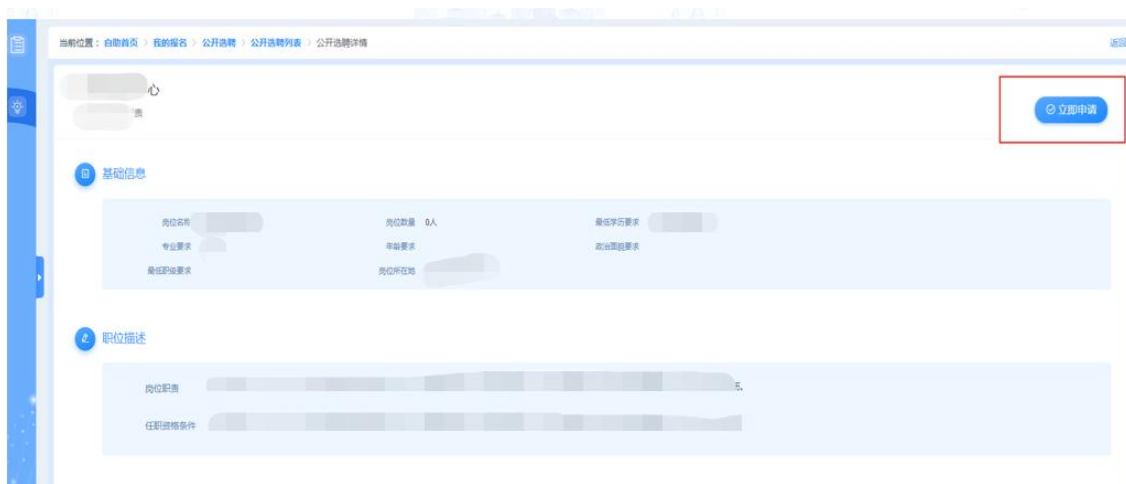 当前位置：自助首页 > 我的报名 > 公开选聘 > 公开选聘列表 > 公开选聘详情
返回
心
责
立即申请
基础信息
岗位名称 岗位数量 0人 最低学历要求
专业要求 年龄要求 政治面貌要求
最低职级要求 岗位所在地
职位描述
岗位职责
任职资格条件